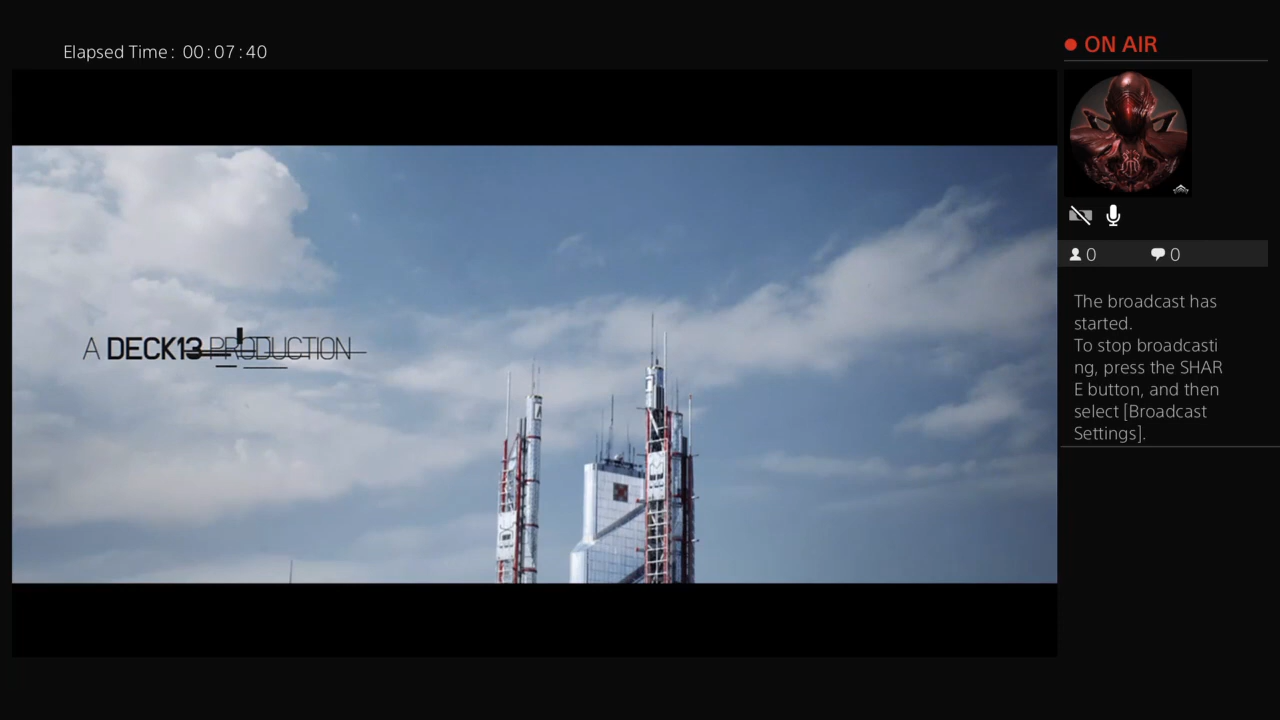 Elapsed Time: 00:07:40
ON AIR
A DECK13 PRODUCTION
0 0
The broadcast has
started.
To stop broadcasti
ng, press the SHAR
E button, and then
select [Broadcast
Settings].